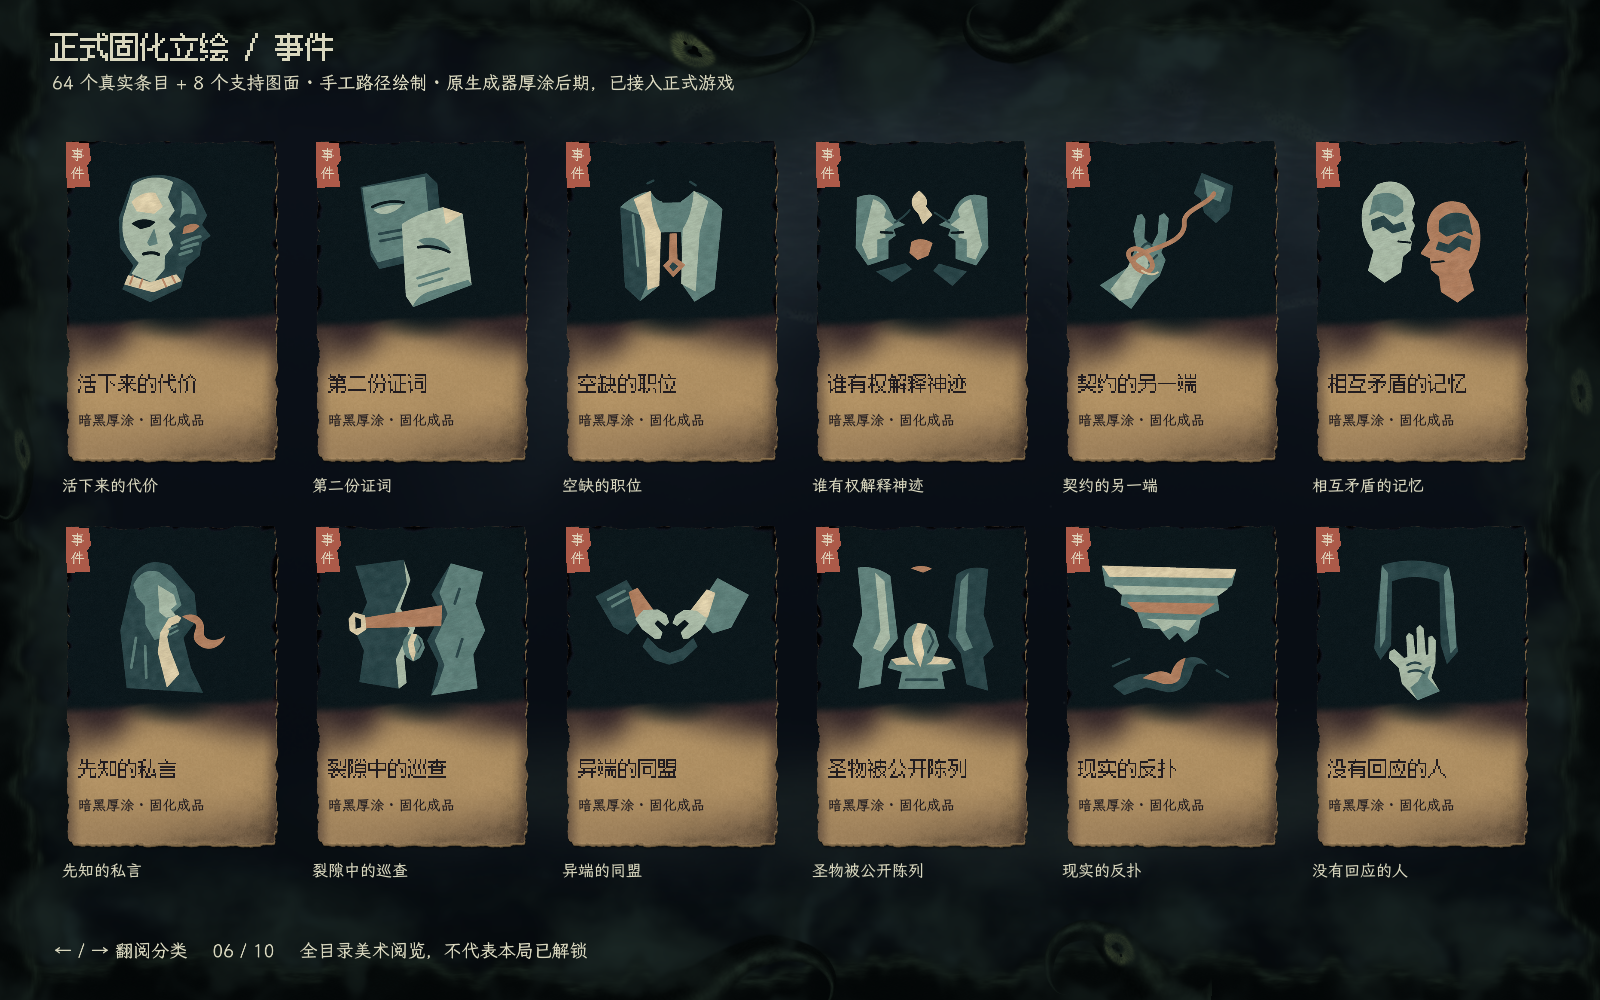 正式固化立绘 / 事件
64 个真实条目 + 8 个支持图面・手工路径绘制・原生成器厚涂后期，已接入正式游戏
事件
活下来的代价
暗黑厚涂・固化成品
活下来的代价
事件
第二份证词
暗黑厚涂・固化成品
第二份证词
事件
空缺的职位
暗黑厚涂・固化成品
空缺的职位
事件
谁有权解释神迹
暗黑厚涂・固化成品
谁有权解释神迹
事件
契约的另一端
暗黑厚涂・固化成品
契约的另一端
事件
相互矛盾的记忆
暗黑厚涂・固化成品
相互矛盾的记忆
事件
先知的私言
暗黑厚涂・固化成品
先知的私言
事件
裂隙中的巡查
暗黑厚涂・固化成品
裂隙中的巡查
事件
异端的同盟
暗黑厚涂・固化成品
异端的同盟
事件
圣物被公开陈列
暗黑厚涂・固化成品
圣物被公开陈列
事件
现实的反扑
暗黑厚涂・固化成品
现实的反扑
事件
没有回应的人
暗黑厚涂・固化成品
没有回应的人
← / → 翻阅分类 06 / 10 全目录美术阅览，不代表本局已解锁